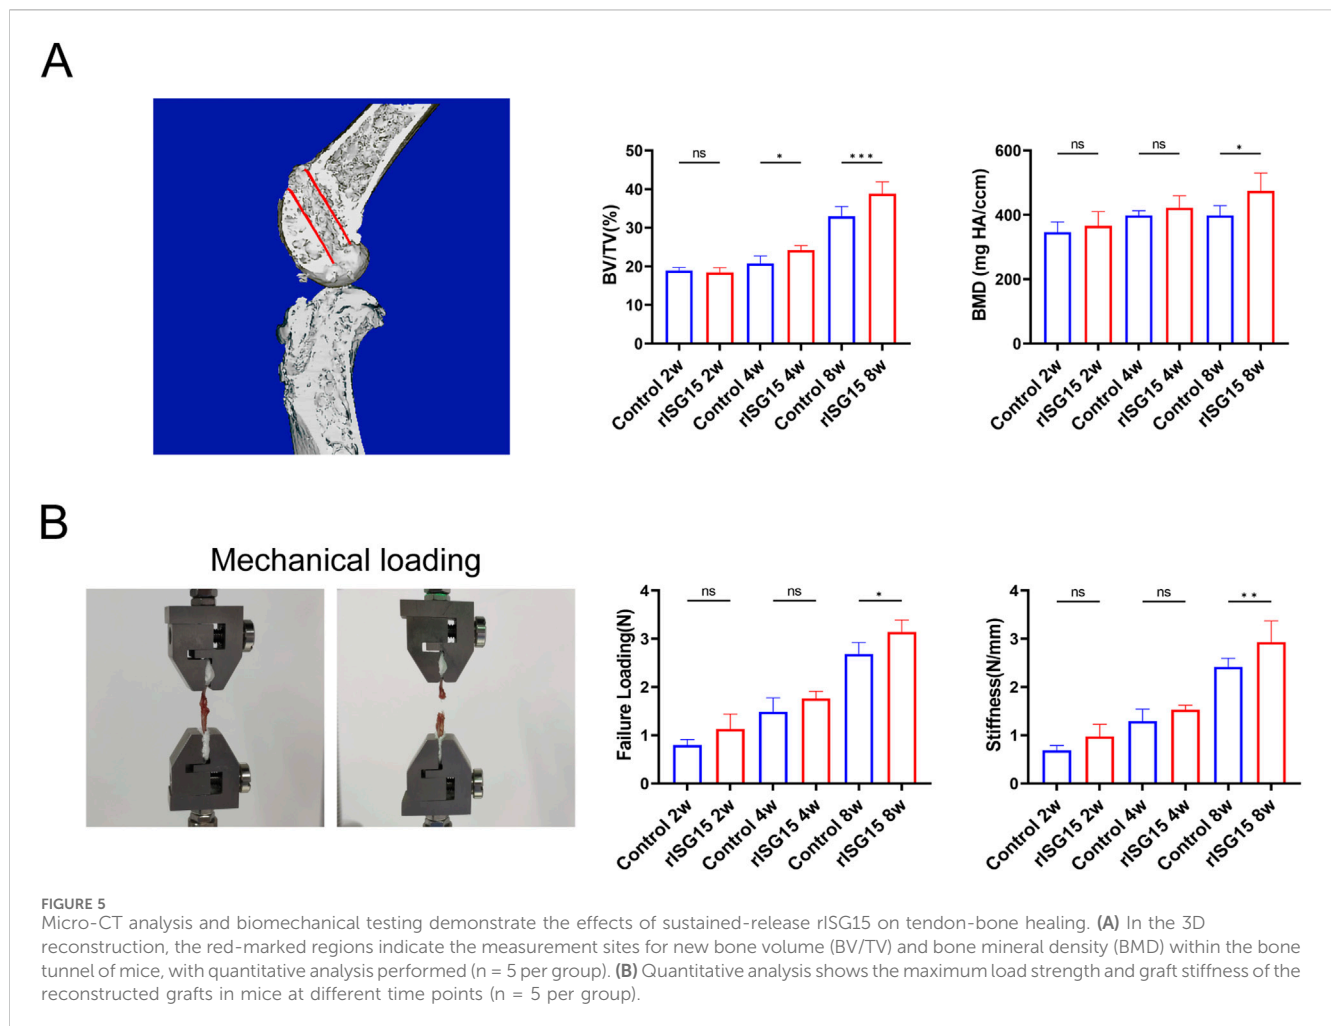 A
50
40
30
20
10
0
BV/TV(%)
ns
*
***
Control 2w
rISG15 2w
Control 4w
rISG15 4w
Control 8w
rISG15 8w
600
400
200
0
BMD (mg HA/ccm)
ns
ns
*
Control 2w
rISG15 2w
Control 4w
rISG15 4w
Control 8w
rISG15 8w
B
Mechanical loading
4
3
2
1
0
Failure Loading(N)
ns
ns
*
Control 2w
rISG15 2w
Control 4w
rISG15 4w
Control 8w
rISG15 8w
4
3
2
1
0
Stiffness(N/mm)
ns
ns
**
Control 2w
rISG15 2w
Control 4w
rISG15 4w
Control 8w
rISG15 8w
FIGURE 5
Micro-CT analysis and biomechanical testing demonstrate the effects of sustained-release rISG15 on tendon-bone healing. (A) In the 3D
reconstruction, the red-marked regions indicate the measurement sites for new bone volume (BV/TV) and bone mineral density (BMD) within the bone
tunnel of mice, with quantitative analysis performed (n = 5 per group). (B) Quantitative analysis shows the maximum load strength and graft stiffness of the
reconstructed grafts in mice at different time points (n = 5 per group).